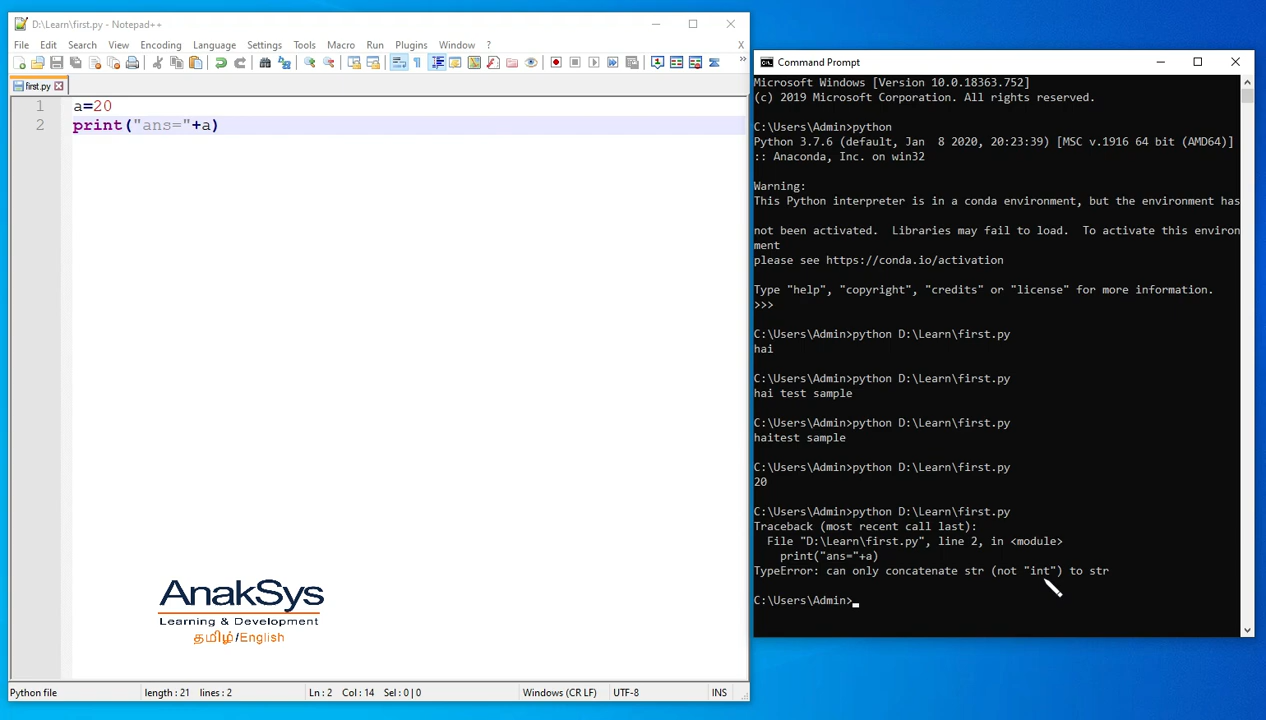 D:\Learn\first.py - Notepad++
File Edit Search View Encoding Language Settings Tools Macro Run Plugins Window ? X
first.py
1 a=20
2 print("ans="+a)
AnakSys
Learning & Development
தமிழ்/English
Python file length : 21 lines : 2 Ln : 2 Col : 14 Sel : 0 | 0 Windows (CR LF) UTF-8 INS
Command Prompt
Microsoft Windows [Version 10.0.18363.752]
(c) 2019 Microsoft Corporation. All rights reserved.
C:\Users\Admin>python
Python 3.7.6 (default, Jan  8 2020, 20:23:39) [MSC v.1916 64 bit (AMD64)]
:: Anaconda, Inc. on win32
Warning:
This Python interpreter is in a conda environment, but the environment has
not been activated.  Libraries may fail to load.  To activate this environ
ment
please see https://conda.io/activation
Type "help", "copyright", "credits" or "license" for more information.
>>>
C:\Users\Admin>python D:\Learn\first.py
hai
C:\Users\Admin>python D:\Learn\first.py
hai test sample
C:\Users\Admin>python D:\Learn\first.py
haitest sample
C:\Users\Admin>python D:\Learn\first.py
20
C:\Users\Admin>python D:\Learn\first.py
Traceback (most recent call last):
  File "D:\Learn\first.py", line 2, in <module>
    print("ans="+a)
TypeError: can only concatenate str (not "int") to str
C:\Users\Admin>